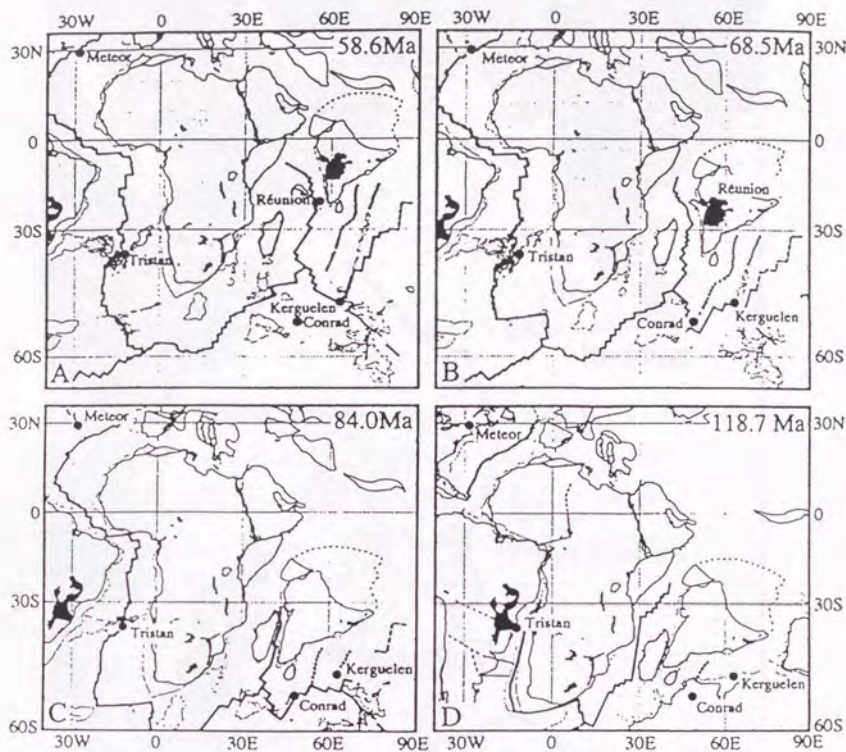 30W 0 30E 60E 90E 30W 0 30E 60E 90E
30N Meteor 58.6Ma Meteor 68.5Ma 30N
0 0
Réunion Réunion
30S 30S
Tristan Tristan
Kerguelen
Conrad Conrad Kerguelen
60S A B 60S
Meteor 84.0Ma Meteor 118.7 Ma
30N 30N
0 0
30S 30S
Tristan Tristan
Kerguelen Kerguelen
Conrad Conrad
60S C D 60S
30W 0 30E 60E 90E 30W 0 30E 60E 90E